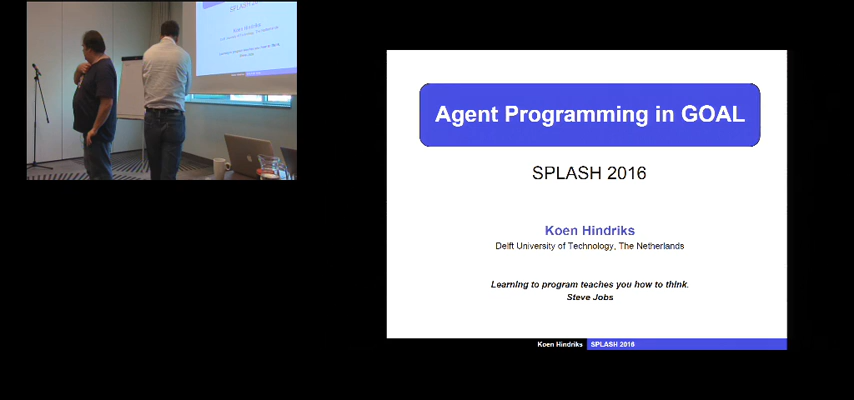 Agent Programming in GOAL
SPLASH 2016
Koen Hindriks
Delft University of Technology, The Netherlands
Learning to program teaches you how to think.
Steve Jobs
Koen Hindriks SPLASH 2016